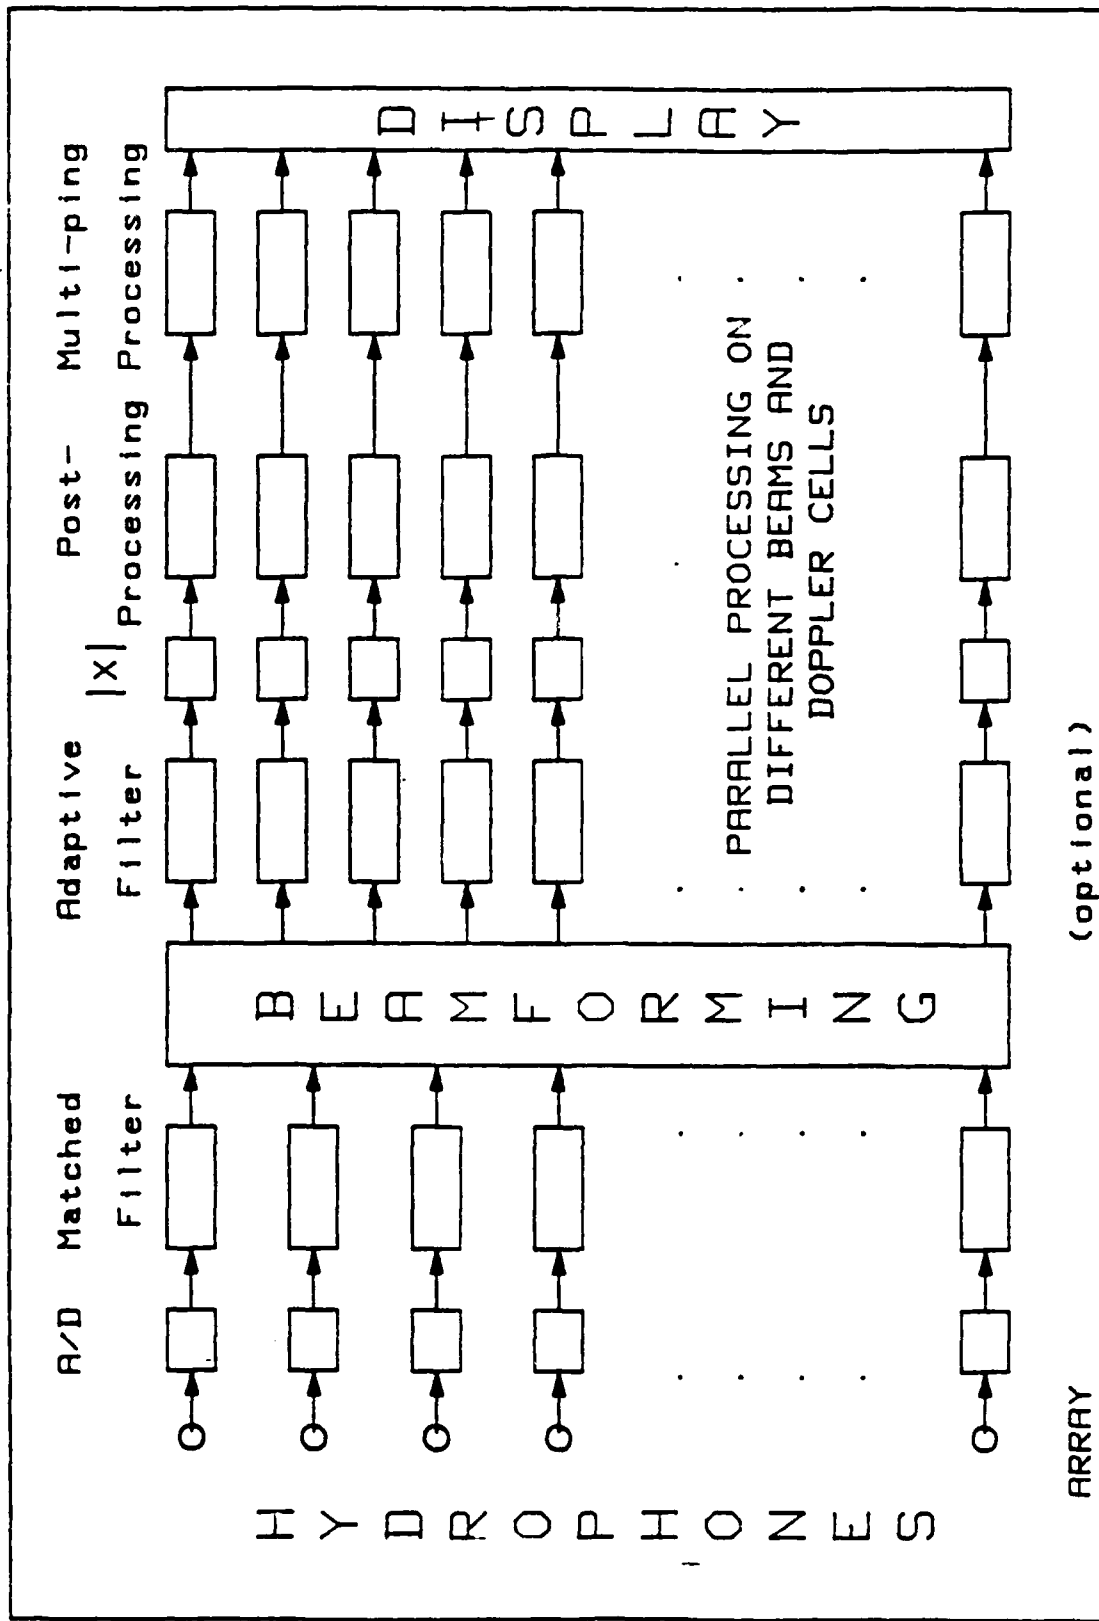 A/D
Matched
Filter
Adaptive
Filter
|X|
Post-
Processing
Multi-ping
Processing
HYDROPHONES
BEAMFORMING
DISPLAY
PARALLEL PROCESSING ON
DIFFERENT BEAMS AND
DOPPLER CELLS
ARRAY
(optional)